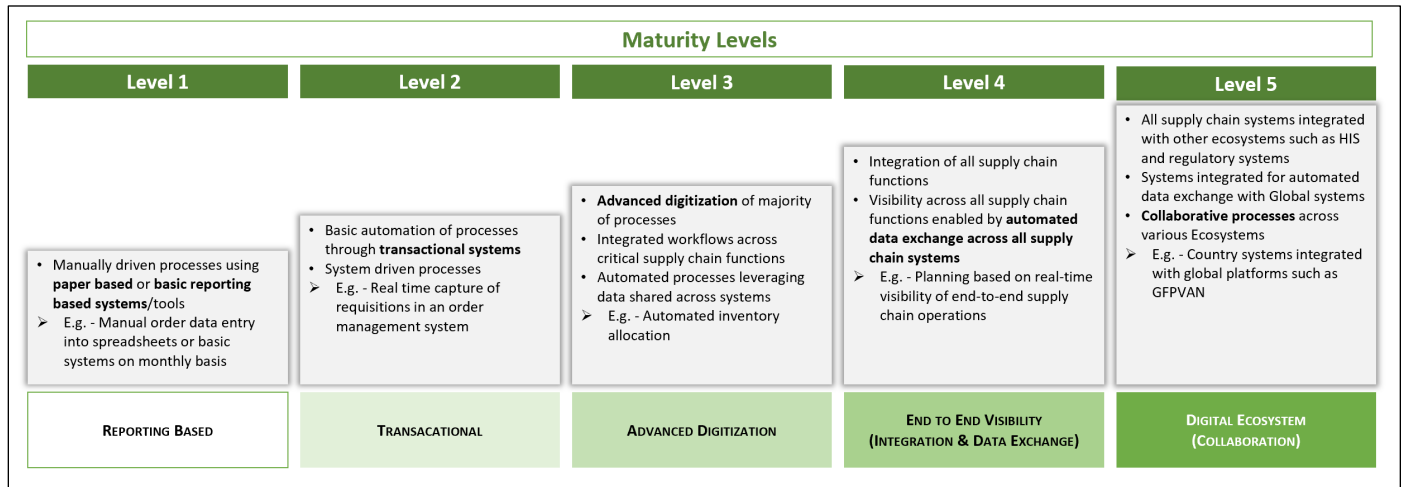 Maturity Levels
Level 1
Level 2
Level 3
Level 4
Level 5
• Manually driven processes using
paper based or basic reporting
based systems/tools
➢ E.g. - Manual order data entry
into spreadsheets or basic
systems on monthly basis
• Basic automation of processes
through transactional systems
• System driven processes
➢ E.g. - Real time capture of
requisitions in an order
management system
• Advanced digitization of majority
of processes
• Integrated workflows across
critical supply chain functions
• Automated processes leveraging
data shared across systems
➢ E.g. - Automated inventory
allocation
• Integration of all supply chain
functions
• Visibility across all supply chain
functions enabled by automated
data exchange across all supply
chain systems
➢ E.g. - Planning based on real-time
visibility of end-to-end supply
chain operations
• All supply chain systems integrated
with other ecosystems such as HIS
and regulatory systems
• Systems integrated for automated
data exchange with Global systems
• Collaborative processes across
various Ecosystems
➢ E.g. - Country systems integrated
with global platforms such as
GFPVAN
REPORTING BASED
TRANSACATIONAL
ADVANCED DIGITIZATION
END TO END VISIBILITY
(INTEGRATION & DATA EXCHANGE)
DIGITAL ECOSYSTEM
(COLLABORATION)